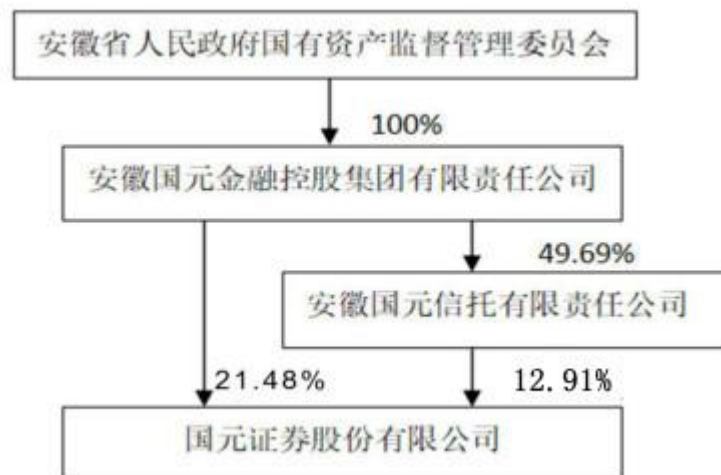 安徽省人民政府国有资产监督管理委员会
100%
安徽国元金融控股集团有限责任公司
49.69%
安徽国元信托有限责任公司
21.48%
12.91%
国元证券股份有限公司